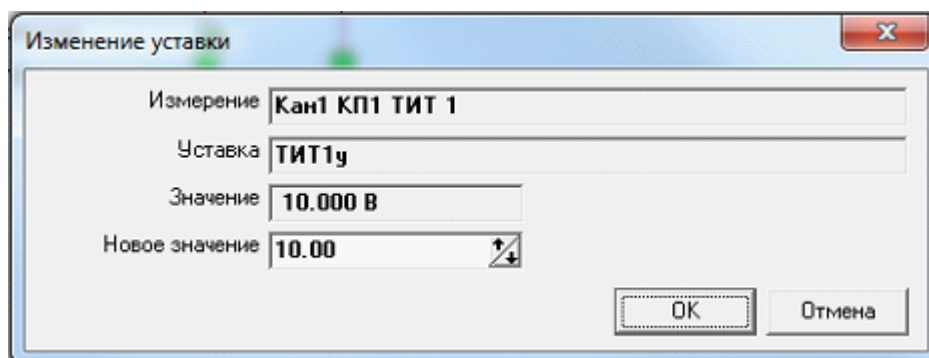 Изменение уставки
Измерение Кан1 КП1 ТИТ 1
Уставка ТИТ1у
Значение 10.000 В
Новое значение 10.00
OK Отмена